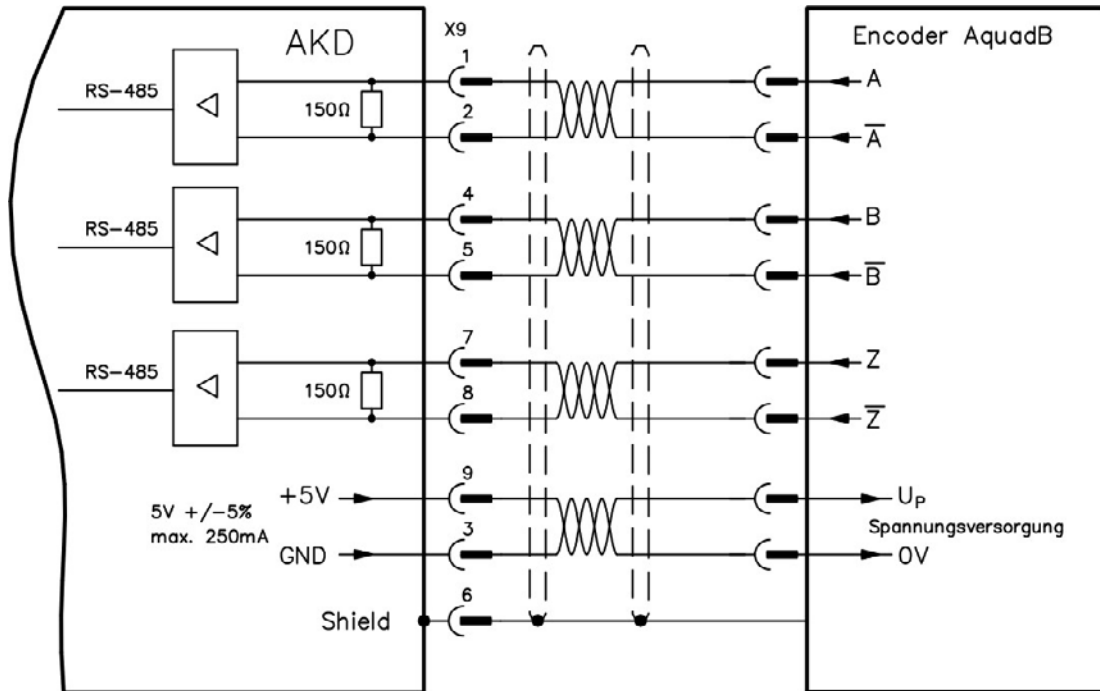 AKD
X9
Encoder AquadB
RS-485
150Ω
1
2
A
A̅
RS-485
150Ω
4
5
B
B̅
RS-485
150Ω
7
8
Z
Z̅
5V +/-5%
max. 250mA
+5V
GND
9
3
U_P
Spannungsversorgung
0V
Shield
6